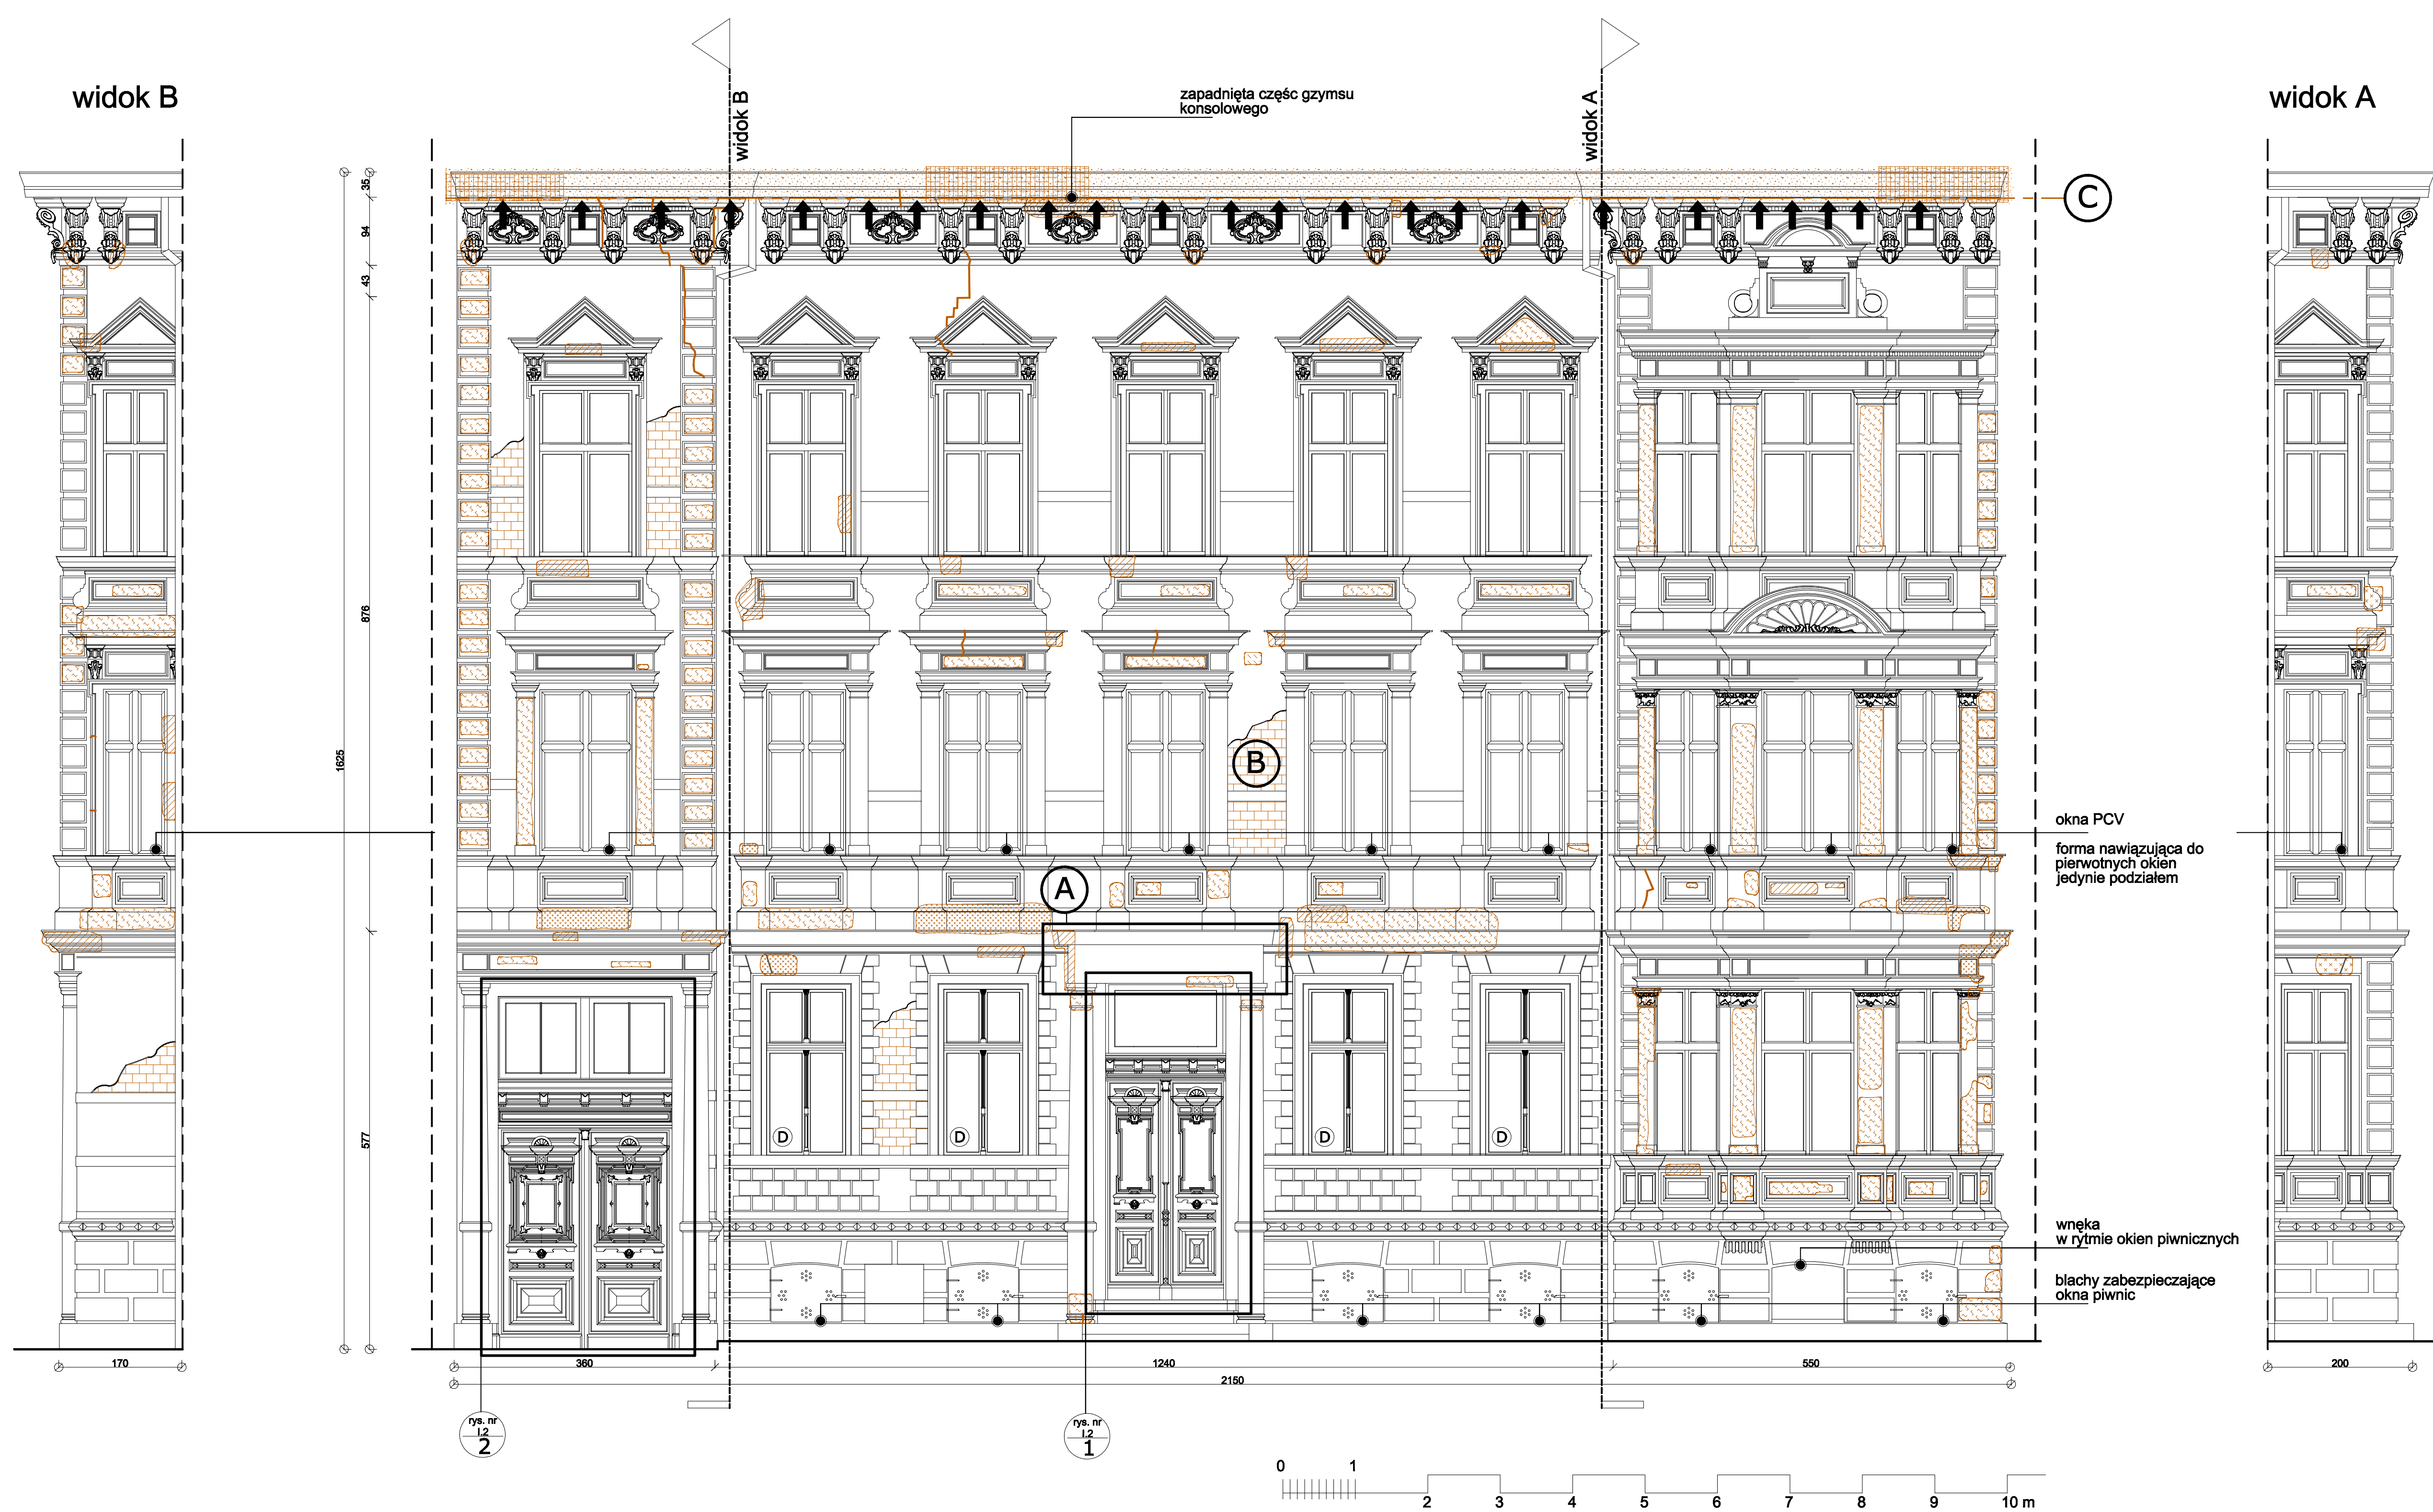 widok B
widok B
zapadnięta częśc gzymsu
konsolowego
widok A
widok A
C
35
94
43
876
1625
577
B
A
okna PCV
forma nawiązująca do
pierwotnych okien
jedynie podziałem
D
D
D
D
wnęka
w rytmie okien piwnicznych
blachy zabezpieczające
okna piwnic
170
360
1240
550
200
2150
rys. nr
I.2
2
rys. nr
I.2
1
0 1
2 3 4 5 6 7 8 9 10 m